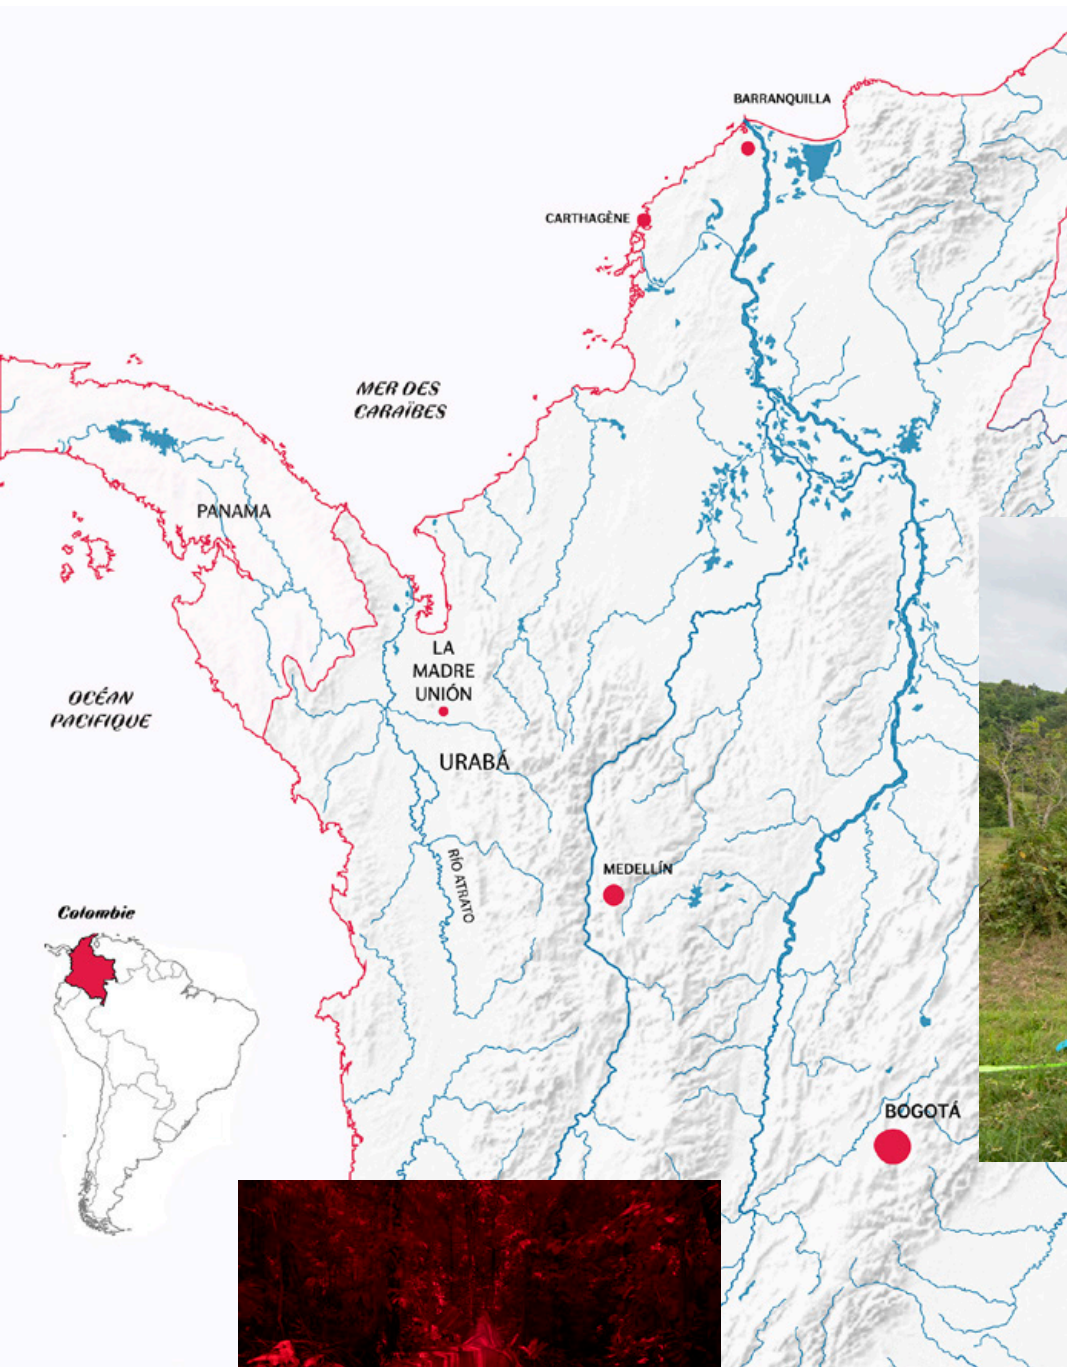 BARRANQUILLA
CARTHAGÈNE
MER DES
CARAÏBES
PANAMA
LA
MADRE
UNIÓN
OCÉAN
PACIFIQUE
URABÁ
RÍO ATRATO
MEDELLÍN
Colombie
BOGOTÁ